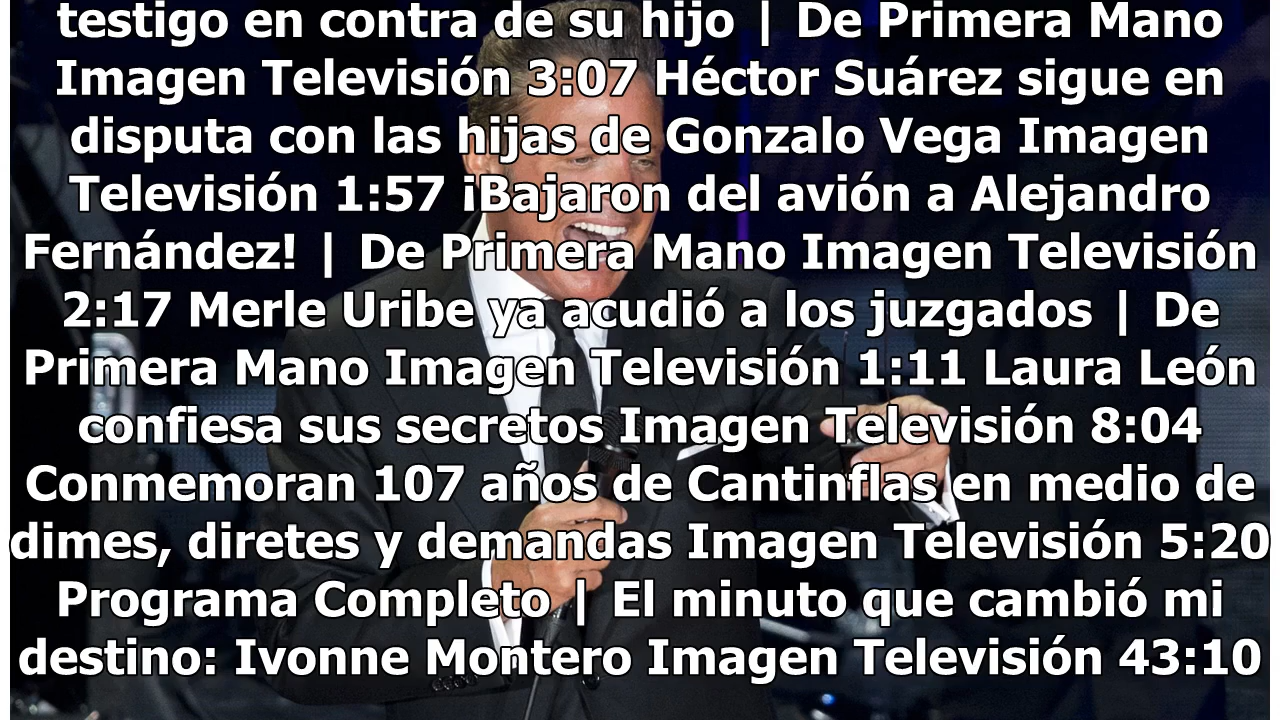 testigo en contra de su hijo | De Primera Mano
Imagen Televisión 3:07 Héctor Suárez sigue en
disputa con las hijas de Gonzalo Vega Imagen
Televisión 1:57 ¡Bajaron del avión a Alejandro
Fernández! | De Primera Mano Imagen Televisión
2:17 Merle Uribe ya acudió a los juzgados | De
Primera Mano Imagen Televisión 1:11 Laura León
confiesa sus secretos Imagen Televisión 8:04
Conmemoran 107 años de Cantinflas en medio de
dimes, diretes y demandas Imagen Televisión 5:20
Programa Completo | El minuto que cambió mi
destino: Ivonne Montero Imagen Televisión 43:10